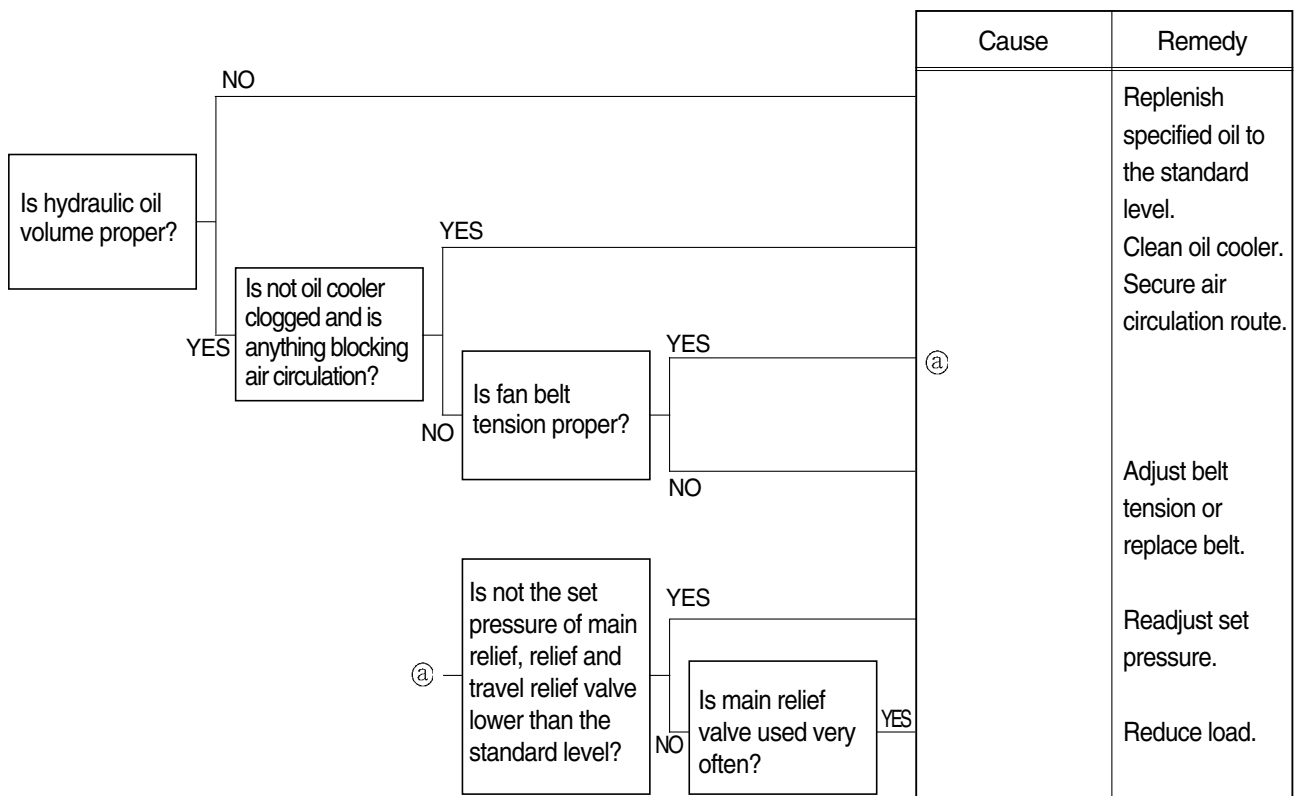 Cause
Remedy
NO
Replenish
specified oil to
the standard
level.
Is hydraulic oil
volume proper?
YES
Clean oil cooler.
Secure air
circulation route.
YES
Is not oil cooler
clogged and is
anything blocking
air circulation?
YES
ⓐ
NO
Is fan belt
tension proper?
NO
Adjust belt
tension or
replace belt.
ⓐ
Is not the set
pressure of main
relief, relief and
travel relief valve
lower than the
standard level?
YES
Readjust set
pressure.
NO
Is main relief
valve used very
often?
YES
Reduce load.